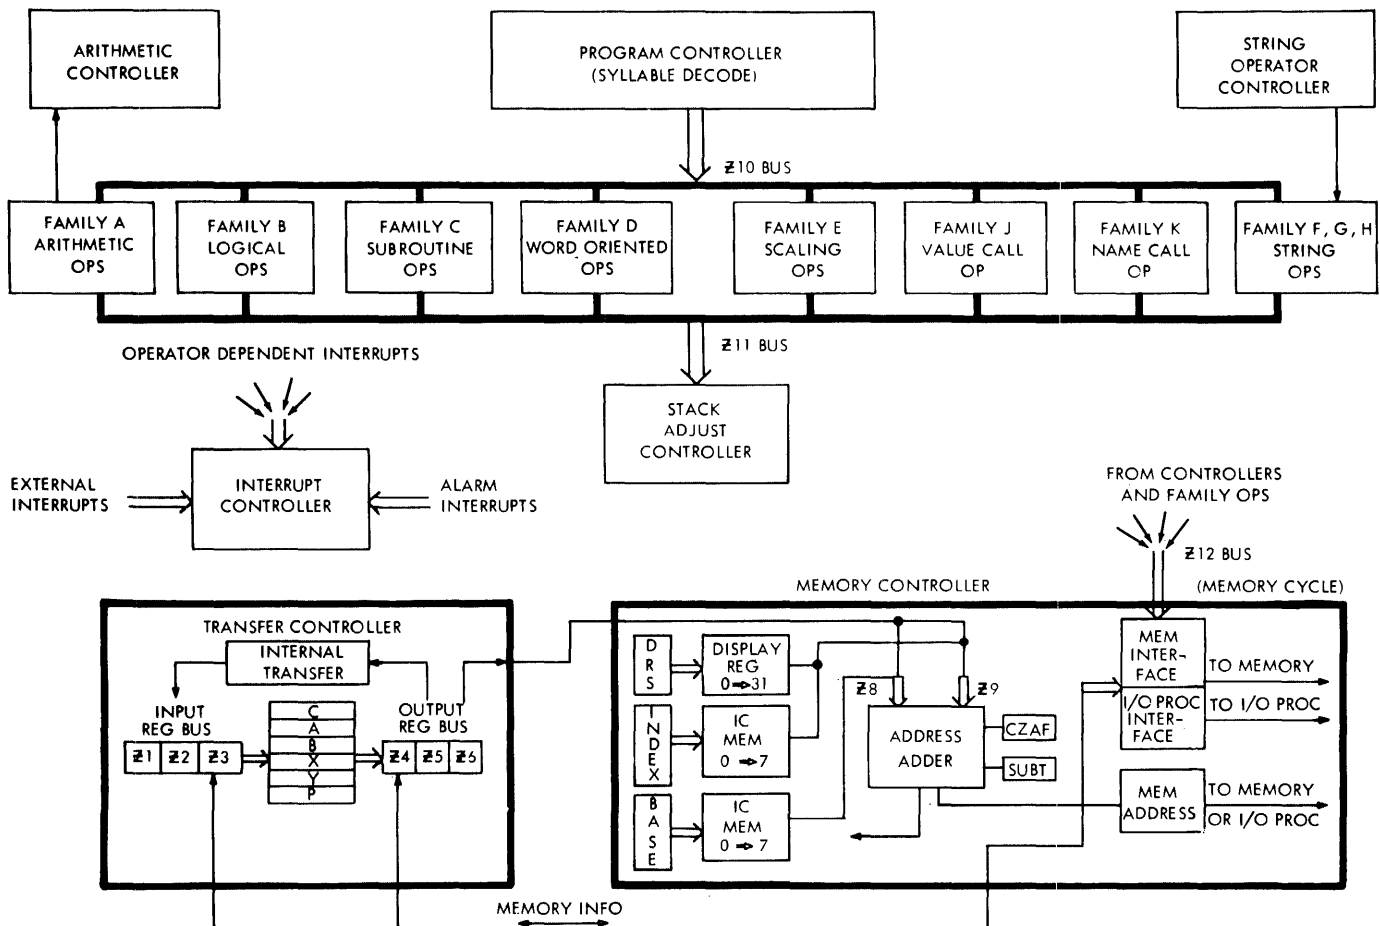 ARITHMETIC
CONTROLLER
PROGRAM CONTROLLER
(SYLLABLE DECODE)
STRING
OPERATOR
CONTROLLER
Ƶ10 BUS
FAMILY A
ARITHMETIC
OPS
FAMILY B
LOGICAL
OPS
FAMILY C
SUBROUTINE
OPS
FAMILY D
WORD ORIENTED
OPS
FAMILY E
SCALING
OPS
FAMILY J
VALUE CALL
OP
FAMILY K
NAME CALL
OP
FAMILY F, G, H
STRING
OPS
Ƶ11 BUS
OPERATOR DEPENDENT INTERRUPTS
STACK
ADJUST
CONTROLLER
EXTERNAL
INTERRUPTS
INTERRUPT
CONTROLLER
ALARM
INTERRUPTS
FROM CONTROLLERS
AND FAMILY OPS
Ƶ12 BUS
MEMORY CONTROLLER
(MEMORY CYCLE)
TRANSFER CONTROLLER
INTERNAL
TRANSFER
INPUT
REG BUS
OUTPUT
REG BUS
Ƶ1 Ƶ2 Ƶ3
C
A
B
X
Y
P
Ƶ4 Ƶ5 Ƶ6
DRS
DISPLAY
REG
0⇒31
INDEX
IC
MEM
0⇒7
BASE
IC
MEM
0⇒7
Ƶ8
Ƶ9
ADDRESS
ADDER
CZAF
SUBT
MEM
INTER-
FACE
I/O PROC
INTER-
FACE
TO MEMORY
TO I/O PROC
MEM
ADDRESS
TO MEMORY
OR I/O PROC
MEMORY INFO